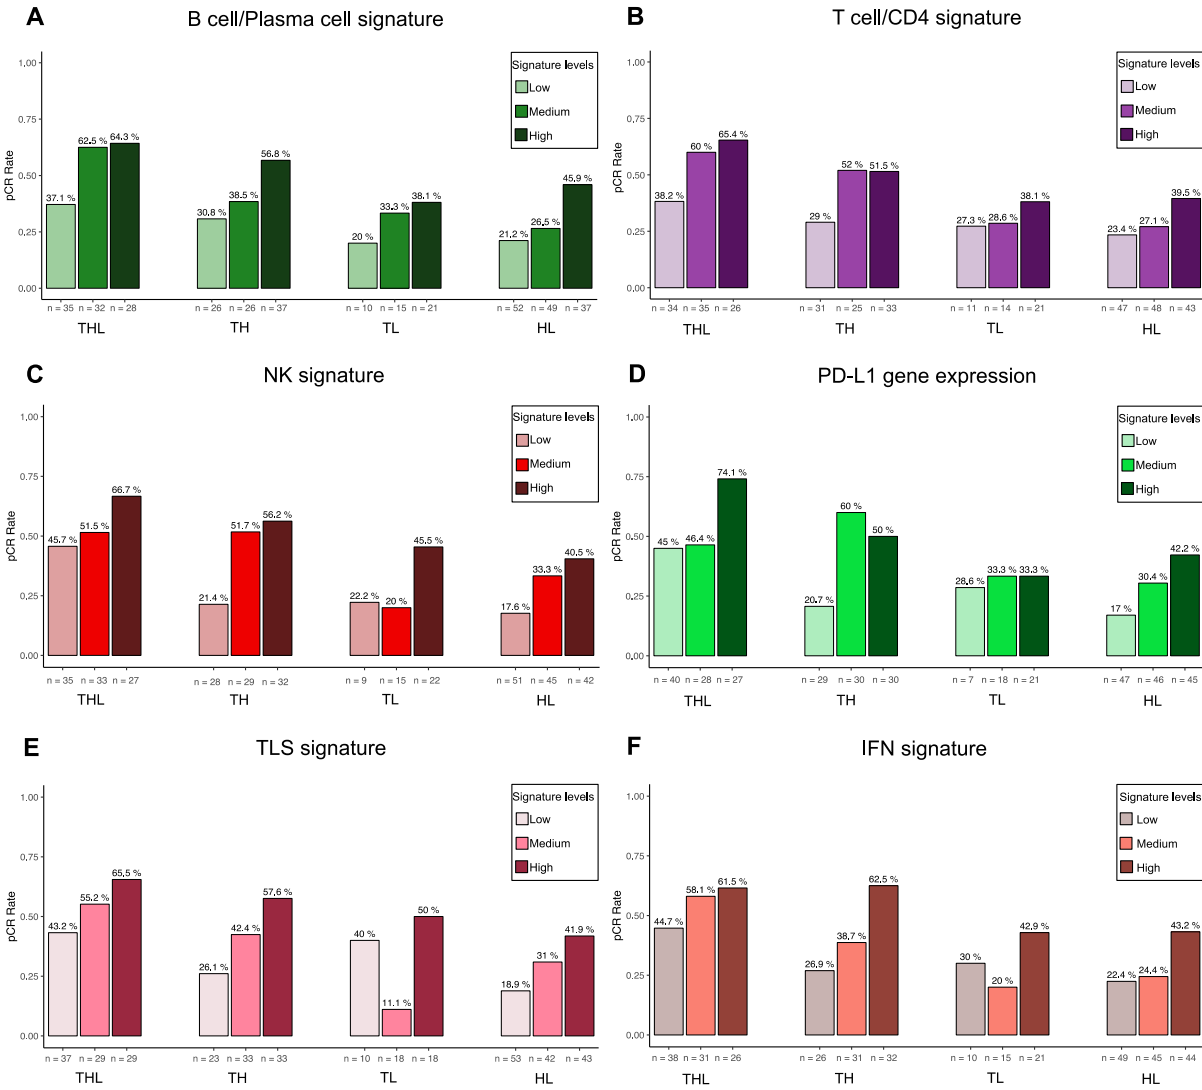 A
B cell/Plasma cell signature
Signature levels
Low
Medium
High
pCR Rate
1.00
0.75
0.50
0.25
0.00
37.1 %
62.5 %
64.3 %
30.8 %
38.5 %
56.8 %
20 %
33.3 %
38.1 %
21.2 %
26.5 %
45.9 %
n = 35 n = 32 n = 28
n = 26 n = 26 n = 37
n = 10 n = 15 n = 21
n = 52 n = 49 n = 37
THL TH TL HL
B
T cell/CD4 signature
Signature levels
Low
Medium
High
pCR Rate
1.00
0.75
0.50
0.25
0.00
38.2 %
60 %
65.4 %
29 %
52 %
51.5 %
27.3 %
28.6 %
38.1 %
23.4 %
27.1 %
39.5 %
n = 34 n = 35 n = 26
n = 31 n = 25 n = 33
n = 11 n = 14 n = 21
n = 47 n = 48 n = 43
THL TH TL HL
C
NK signature
Signature levels
Low
Medium
High
pCR Rate
1.00
0.75
0.50
0.25
0.00
45.7 %
51.5 %
66.7 %
21.4 %
51.7 %
56.2 %
22.2 %
20 %
45.5 %
17.6 %
33.3 %
40.5 %
n = 35 n = 33 n = 27
n = 28 n = 29 n = 32
n = 9 n = 15 n = 22
n = 51 n = 45 n = 42
THL TH TL HL
D
PD-L1 gene expression
Signature levels
Low
Medium
High
pCR Rate
1.00
0.75
0.50
0.25
0.00
45 %
46.4 %
74.1 %
20.7 %
60 %
50 %
28.6 %
33.3 %
33.3 %
17 %
30.4 %
42.2 %
n = 40 n = 28 n = 27
n = 29 n = 30 n = 30
n = 7 n = 18 n = 21
n = 47 n = 46 n = 45
THL TH TL HL
E
TLS signature
Signature levels
Low
Medium
High
pCR Rate
1.00
0.75
0.50
0.25
0.00
43.2 %
55.2 %
65.5 %
26.1 %
42.4 %
57.6 %
40 %
11.1 %
50 %
18.9 %
31 %
41.9 %
n = 37 n = 29 n = 29
n = 23 n = 33 n = 33
n = 10 n = 18 n = 18
n = 53 n = 42 n = 43
THL TH TL HL
F
IFN signature
Signature levels
Low
Medium
High
pCR Rate
1.00
0.75
0.50
0.25
0.00
44.7 %
58.1 %
61.5 %
26.9 %
38.7 %
62.5 %
30 %
20 %
42.9 %
22.4 %
24.4 %
43.2 %
n = 38 n = 31 n = 26
n = 26 n = 31 n = 32
n = 10 n = 15 n = 21
n = 49 n = 45 n = 44
THL TH TL HL